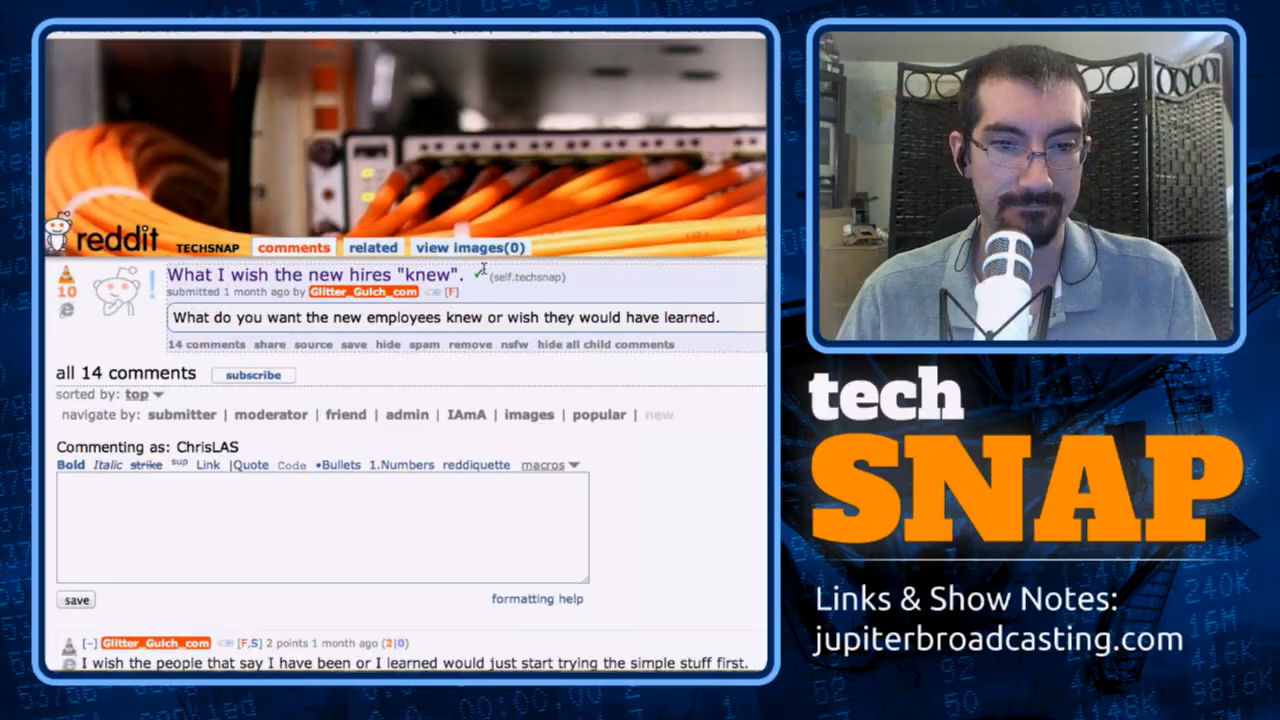 reddit TECHSNAP comments related view images(0)
What I wish the new hires "knew". (self.techsnap)
10
submitted 1 month ago by Glitter_Gulch_com [F]
What do you want the new employees knew or wish they would have learned.
14 comments share source save hide spam remove nsfw hide all child comments
all 14 comments subscribe
sorted by: top
navigate by: submitter | moderator | friend | admin | IAmA | images | popular | new
Commenting as: ChrisLAS
Bold Italic strike sup Link |Quote Code •Bullets 1.Numbers reddiquette macros
save formatting help
[–] Glitter_Gulch_com [F,S] 2 points 1 month ago (2|0)
I wish the people that say I have been or I learned would just start trying the simple stuff first.
tech
SNAP
Links & Show Notes:
jupiterbroadcasting.com